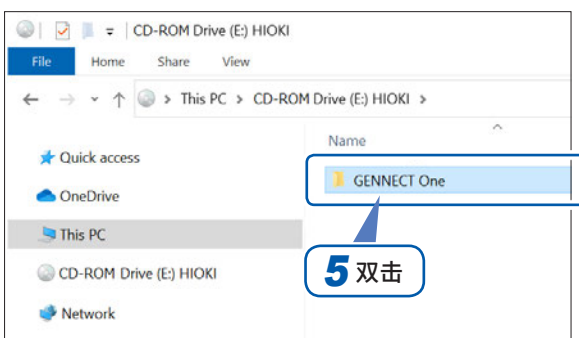 CD-ROM Drive (E:) HIOKI
File Home Share View
This PC > CD-ROM Drive (E:) HIOKI >
Name
Quick access
GENNECT One
OneDrive
This PC
5 双击
CD-ROM Drive (E:) HIOKI
Network